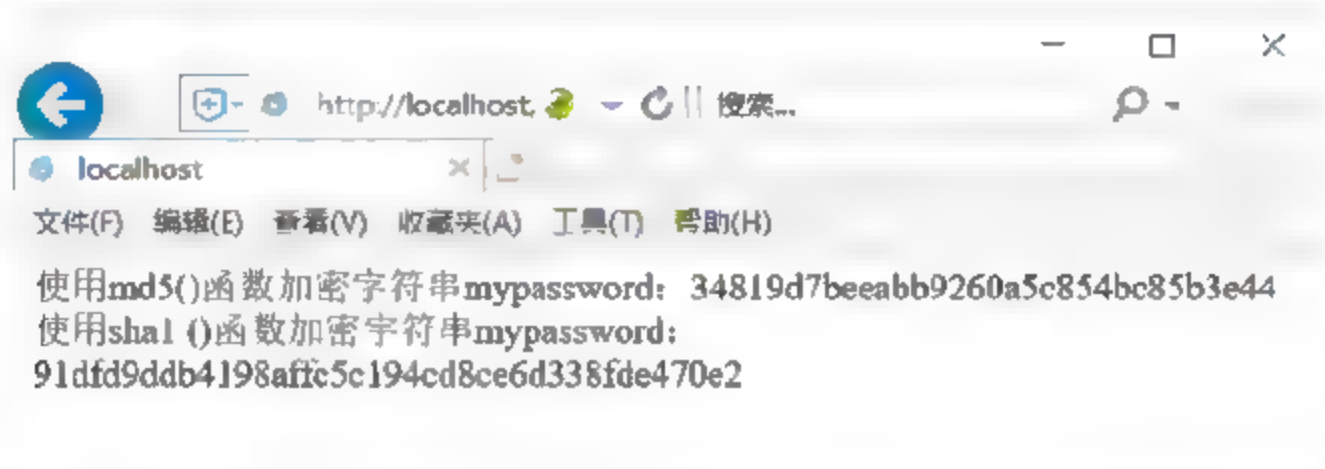 http://localhost. 搜索...
localhost
文件(F) 编辑(E) 查看(V) 收藏夹(A) 工具(T) 帮助(H)
使用md5()函数加密字符串mypassword：34819d7beeabb9260a5c854bc85b3e44
使用sha1 ()函数加密字符串mypassword：
91dfd9ddb4198affc5c194cd8ce6d338fde470e2